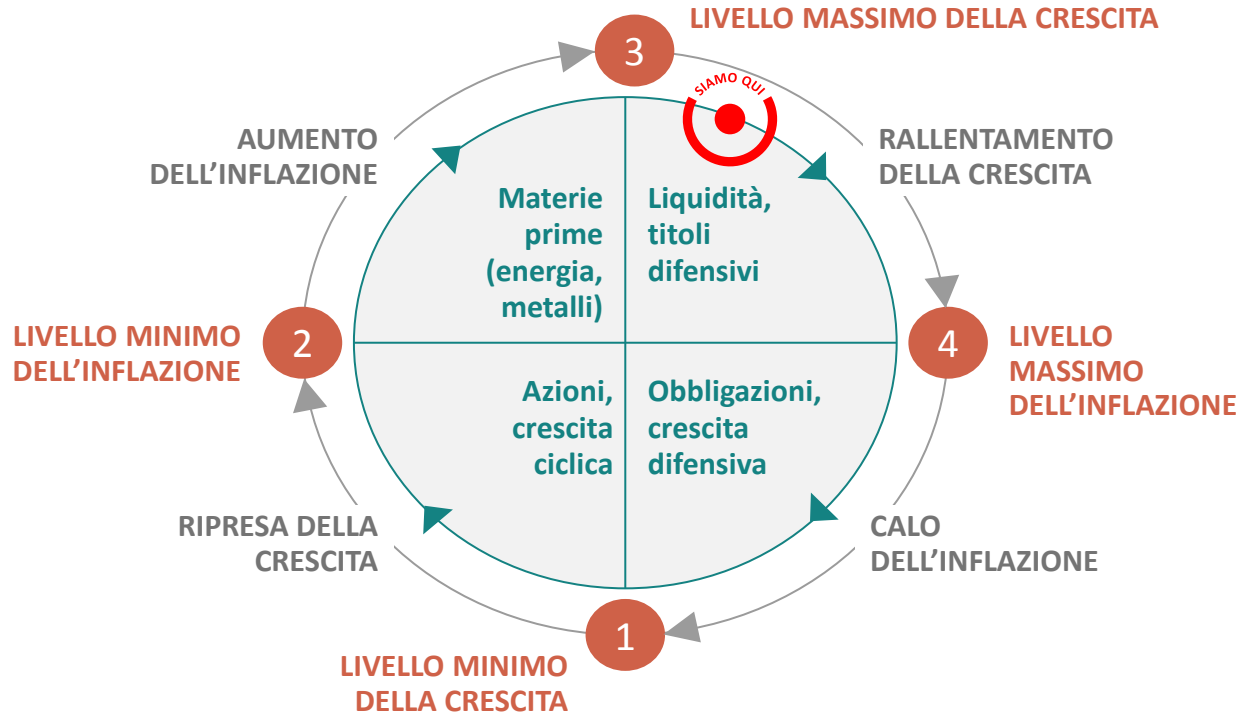 LIVELLO MASSIMO DELLA CRESCITA
3
SIAMO QUI
AUMENTO
DELL’INFLAZIONE
RALLENTAMENTO
DELLA CRESCITA
Materie
prime
(energia,
metalli)
Liquidità,
titoli
difensivi
LIVELLO MINIMO
DELL’INFLAZIONE
2
4
LIVELLO
MASSIMO
DELL’INFLAZIONE
Azioni,
crescita
ciclica
Obbligazioni,
crescita
difensiva
RIPRESA DELLA
CRESCITA
CALO
DELL’INFLAZIONE
1
LIVELLO MINIMO
DELLA CRESCITA